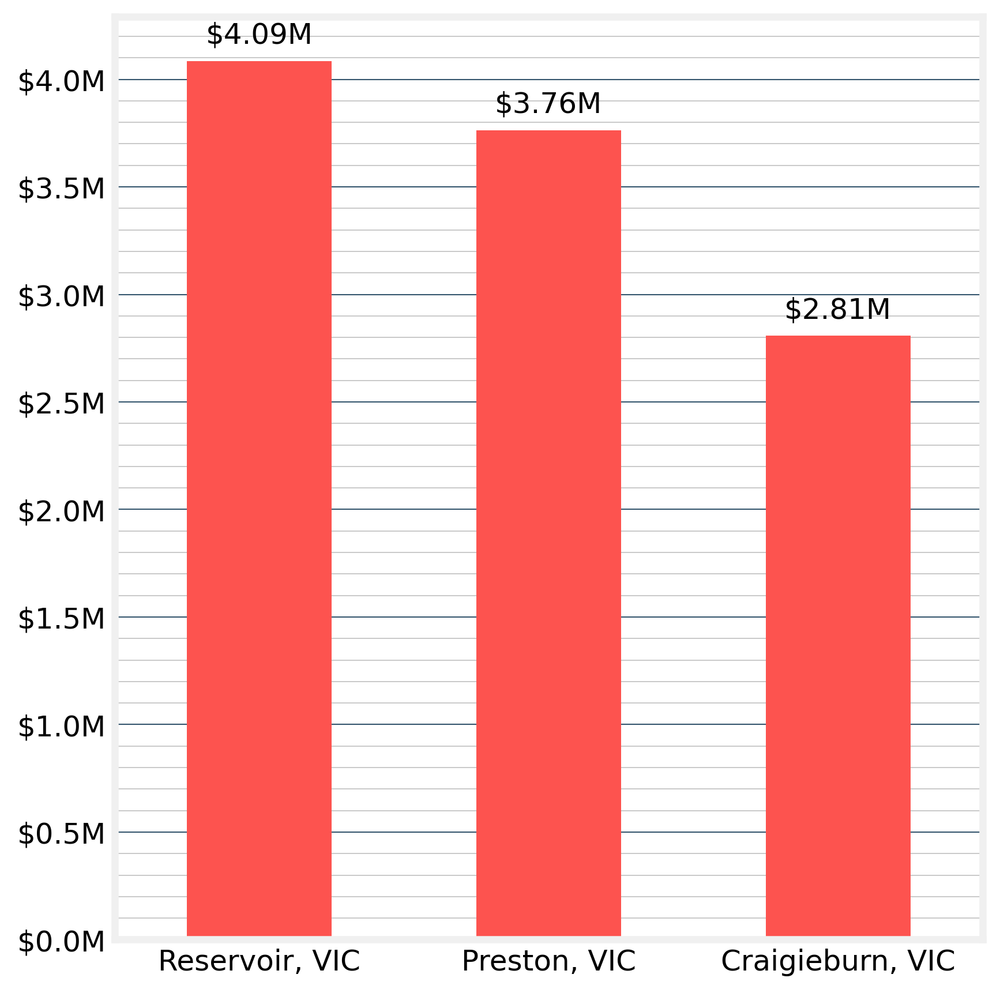 $4.09M
$4.0M
$3.76M
$3.5M
$3.0M
$2.81M
$2.5M
$2.0M
$1.5M
$1.0M
$0.5M
$0.0M
Reservoir, VIC
Preston, VIC
Craigieburn, VIC